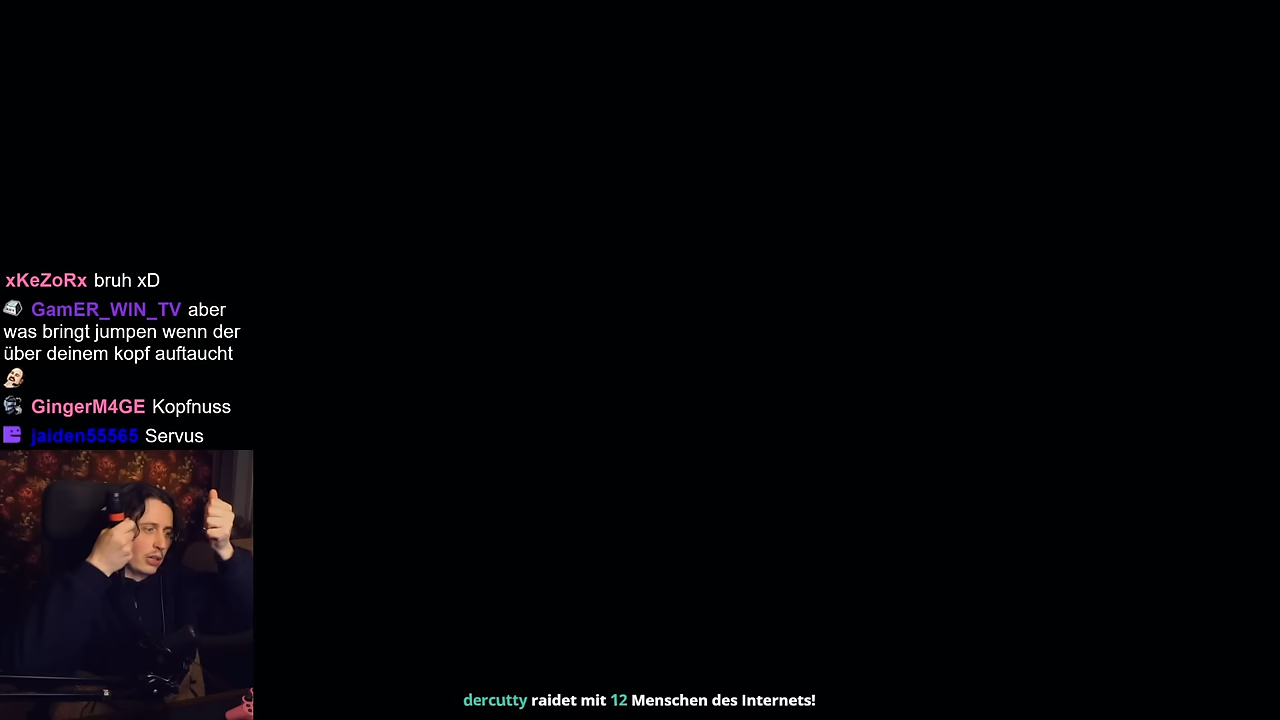 xKeZoRx bruh xD
GamER_WIN_TV aber
was bringt jumpen wenn der
über deinem kopf auftaucht
GingerM4GE Kopfnuss
jaiden55565 Servus
dercutty raidet mit 12 Menschen des Internets!